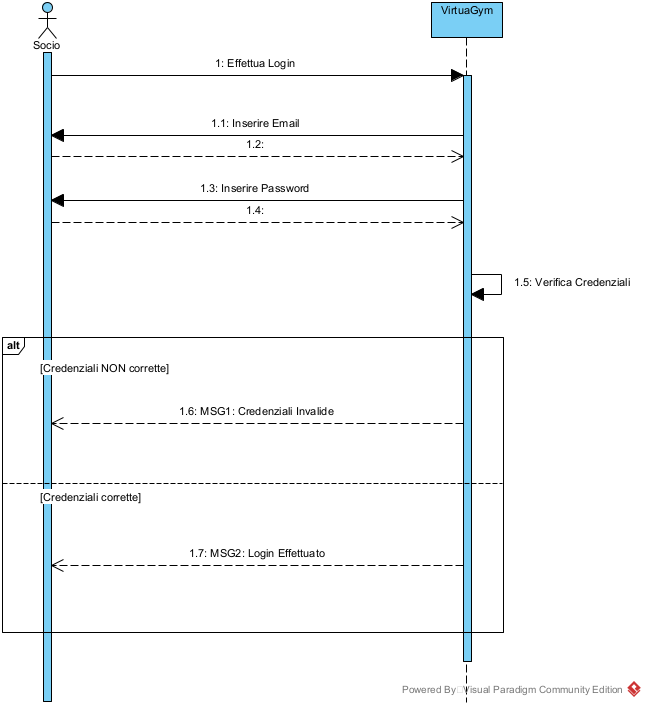 VirtuaGym
Socio
1: Effettua Login
1.1: Inserire Email
1.2:
1.3: Inserire Password
1.4:
1.5: Verifica Credenziali
alt
[Credenziali NON corrette]
1.6: MSG1: Credenziali Invalide
[Credenziali corrette]
1.7: MSG2: Login Effettuato
Powered By Visual Paradigm Community Edition